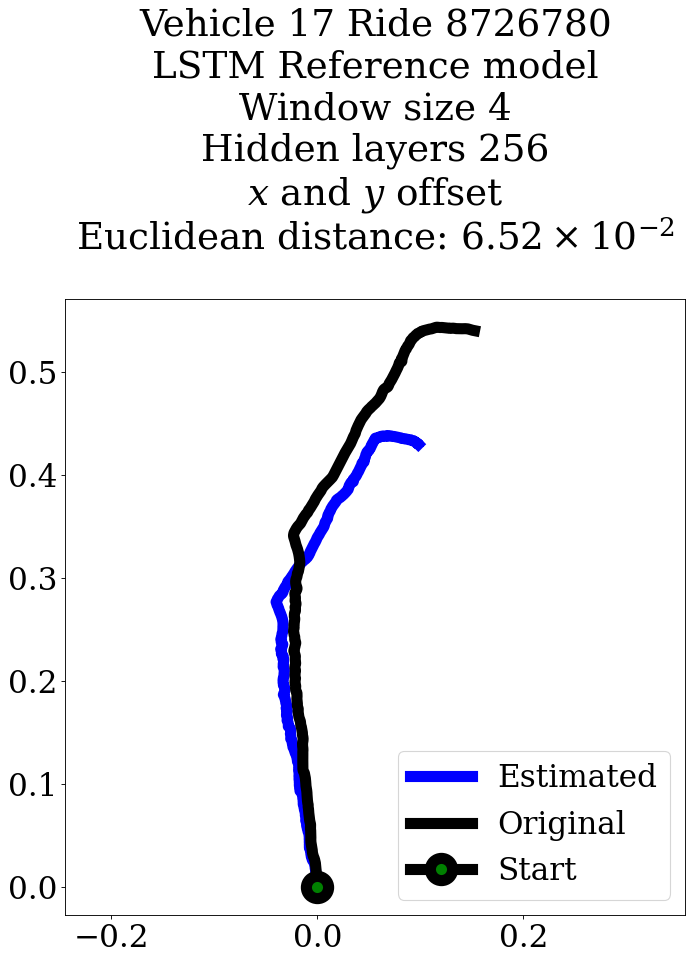 Vehicle 17 Ride 8726780
LSTM Reference model
Window size 4
Hidden layers 256
x and y offset
Euclidean distance: 6.52 × 10⁻²
0.5
0.4
0.3
0.2
0.1
0.0
−0.2 0.0 0.2
Estimated
Original
Start